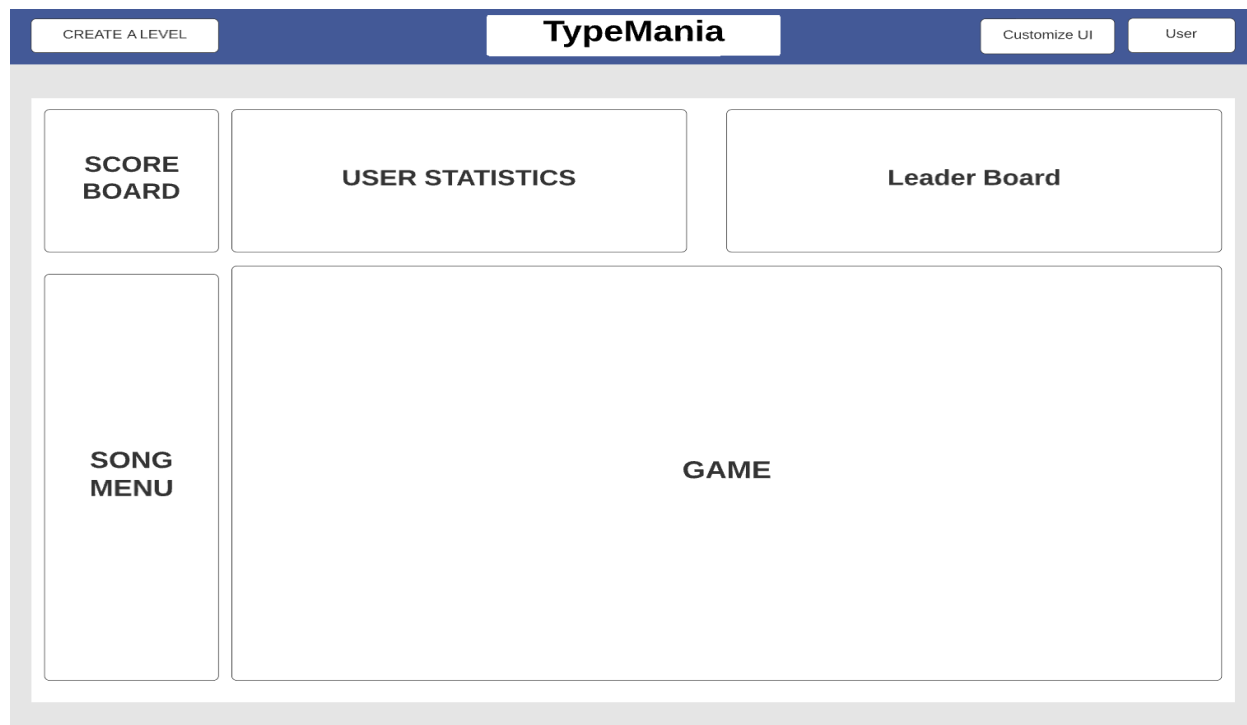 CREATE A LEVEL
TypeMania
Customize UI
User
SCORE
BOARD
USER STATISTICS
Leader Board
SONG
MENU
GAME